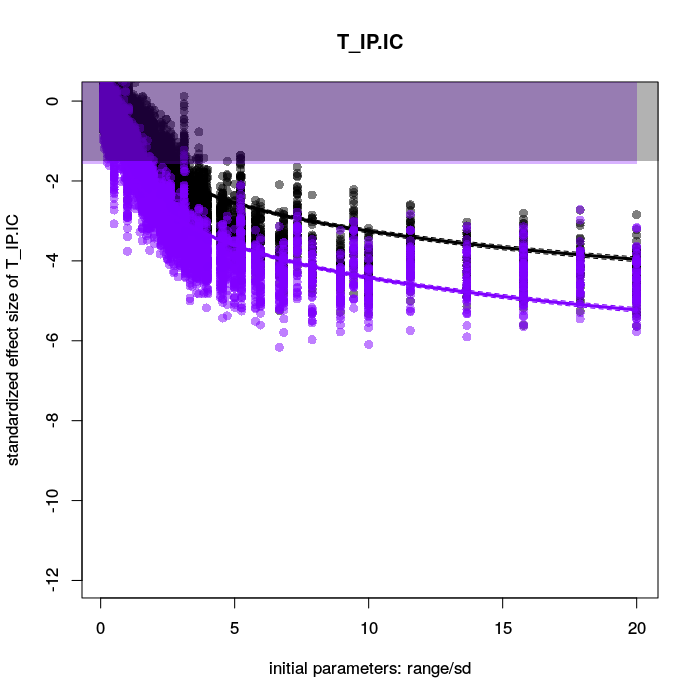 T_IP.IC
standardized effect size of T_IP.IC
0
-2
-4
-6
-8
-10
-12
0 5 10 15 20
initial parameters: range/sd